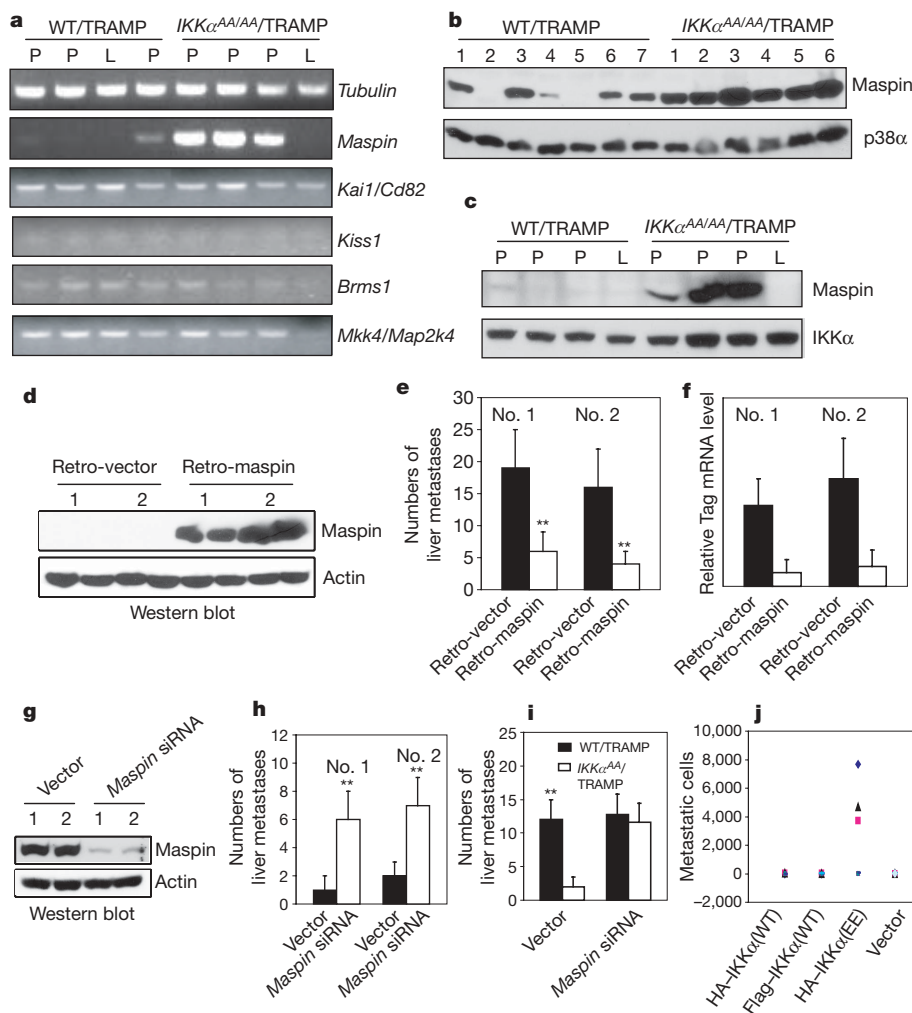 a
WT/TRAMP IKKα^AA/AA/TRAMP
P P L P P P P L
Tubulin
Maspin
Kai1/Cd82
Kiss1
Brms1
Mkk4/Map2k4
b
WT/TRAMP IKKα^AA/AA/TRAMP
1 2 3 4 5 6 7 1 2 3 4 5 6
Maspin
p38α
c
WT/TRAMP IKKα^AA/AA/TRAMP
P P P L P P P L
Maspin
IKKα
d
Retro-vector Retro-maspin
1 2 1 2
Maspin
Actin
Western blot
e
Numbers of
liver metastases
30
25
20
15
10
5
0
No. 1 No. 2
** **
Retro-vector
Retro-maspin
Retro-vector
Retro-maspin
f
Relative Tag mRNA level
No. 1 No. 2
Retro-vector
Retro-maspin
Retro-vector
Retro-maspin
g
Vector Maspin siRNA
1 2 1 2
Maspin
Actin
Western blot
h
Numbers of
liver metastases
12
10
8
6
4
2
0
No. 1 No. 2
** **
Vector
Maspin siRNA
Vector
Maspin siRNA
i
Numbers of
liver metastases
25
20
15
10
5
0
WT/TRAMP
IKKα^AA/
TRAMP
**
Vector
Maspin siRNA
j
Metastatic cells
10,000
8,000
6,000
4,000
2,000
0
–2,000
HA–IKKα(WT)
Flag–IKKα(WT)
HA–IKKα(EE)
Vector